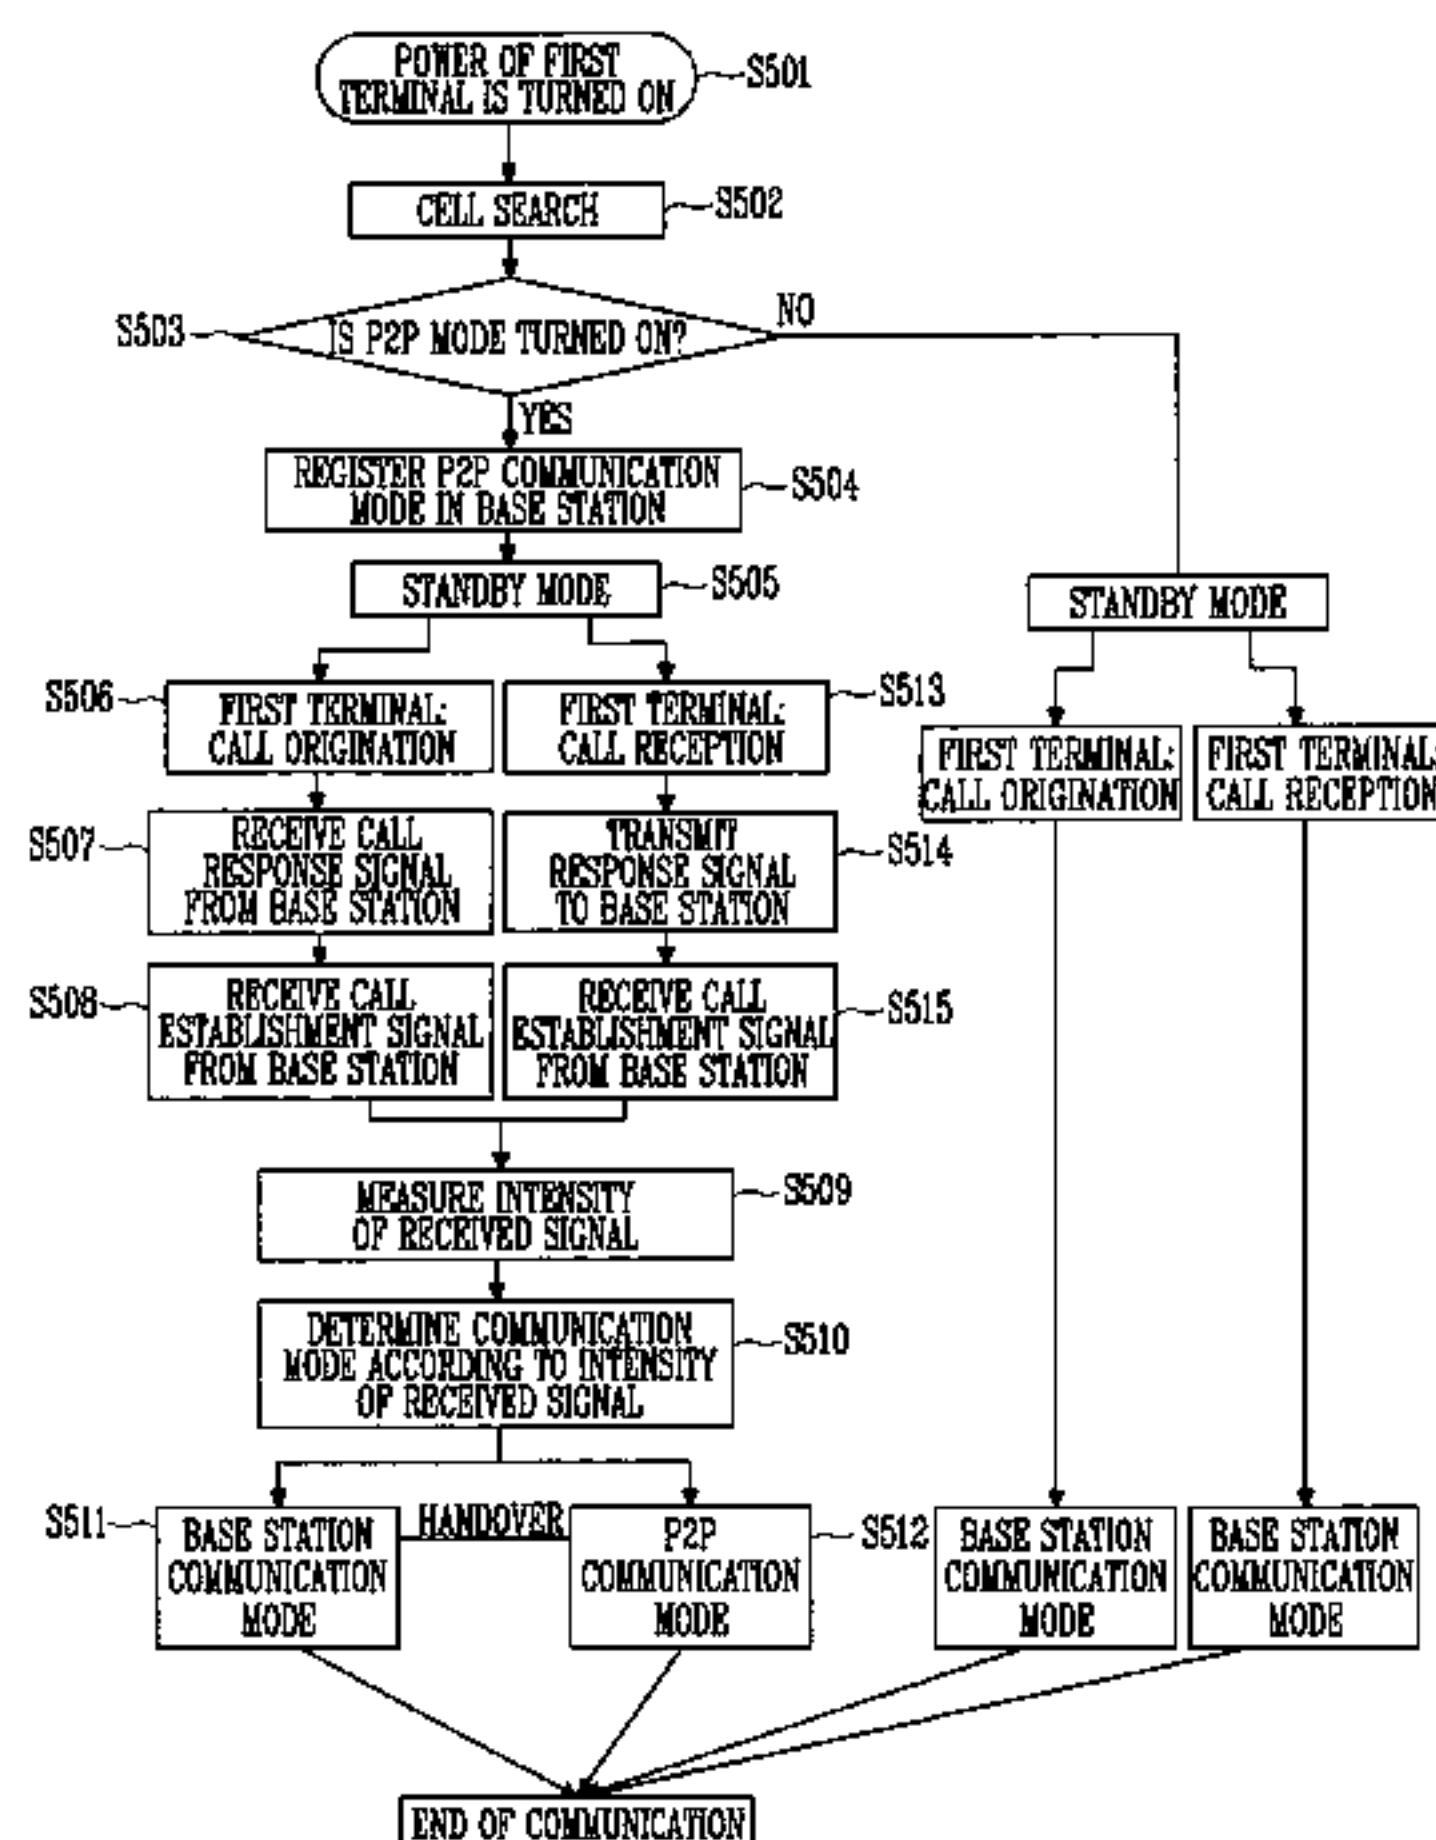 POWER OF FIRST
TERMINAL IS TURNED ON
S501
CELL SEARCH
S502
S503
IS P2P MODE TURNED ON?
NO
YES
REGISTER P2P COMMUNICATION
MODE IN BASE STATION
S504
STANDBY MODE
S505
STANDBY MODE
S506
FIRST TERMINAL:
CALL ORIGINATION
FIRST TERMINAL:
CALL RECEPTION
S513
FIRST TERMINAL:
CALL ORIGINATION
FIRST TERMINAL:
CALL RECEPTION
S507
RECEIVE CALL
RESPONSE SIGNAL
FROM BASE STATION
TRANSMIT
RESPONSE SIGNAL
TO BASE STATION
S514
S508
RECEIVE CALL
ESTABLISHMENT SIGNAL
FROM BASE STATION
RECEIVE CALL
ESTABLISHMENT SIGNAL
FROM BASE STATION
S515
MEASURE INTENSITY
OF RECEIVED SIGNAL
S509
DETERMINE COMMUNICATION
MODE ACCORDING TO INTENSITY
OF RECEIVED SIGNAL
S510
S511
BASE STATION
COMMUNICATION
MODE
HANDOVER
P2P
COMMUNICATION
MODE
S512
BASE STATION
COMMUNICATION
MODE
BASE STATION
COMMUNICATION
MODE
END OF COMMUNICATION